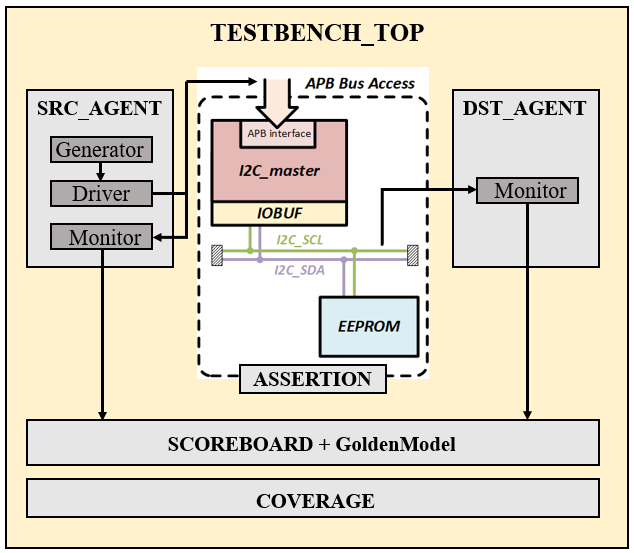 TESTBENCH_TOP
SRC_AGENT
Generator
Driver
Monitor
APB Bus Access
APB interface
I2C_master
IOBUF
I2C_SCL
I2C_SDA
EEPROM
ASSERTION
DST_AGENT
Monitor
SCOREBOARD + GoldenModel
COVERAGE